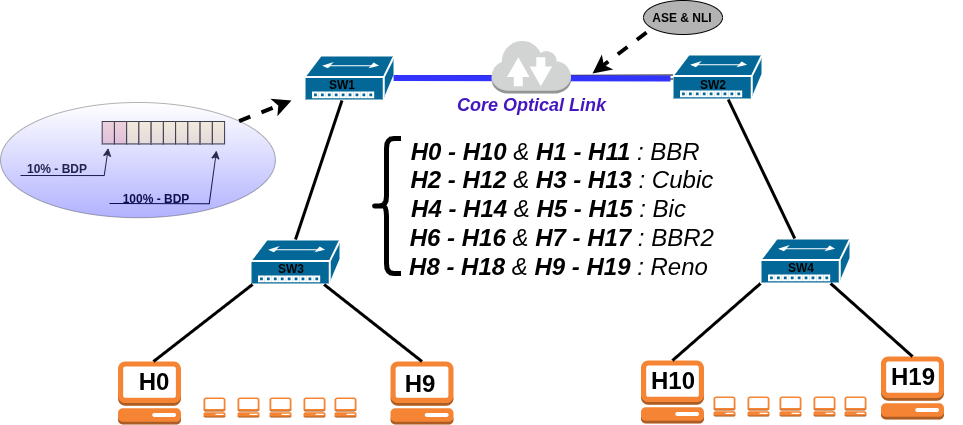 ASE & NLI
SW1
SW2
Core Optical Link
10% - BDP
100% - BDP
H0 - H10 & H1 - H11 : BBR
H2 - H12 & H3 - H13 : Cubic
H4 - H14 & H5 - H15 : Bic
H6 - H16 & H7 - H17 : BBR2
H8 - H18 & H9 - H19 : Reno
SW3
SW4
H0
H9
H10
H19